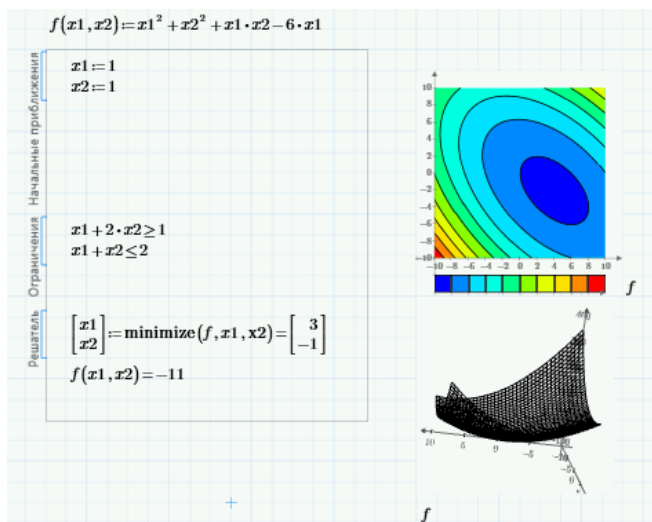 f(x1,x2):=x1²+x2²+x1·x2−6·x1
Начальные приближения
x1:=1
x2:=1
Ограничения
x1+2·x2≥1
x1+x2≤2
Решатель
[x1 x2]:=minimize(f,x1,x2)=[3 −1]
f(x1,x2)=−11
10
8
6
4
2
0
−2
−4
−6
−8
−10
−10 −8 −6 −4 −2 0 2 4 6 8 10
f
10 5 0 −5
−5
0
f